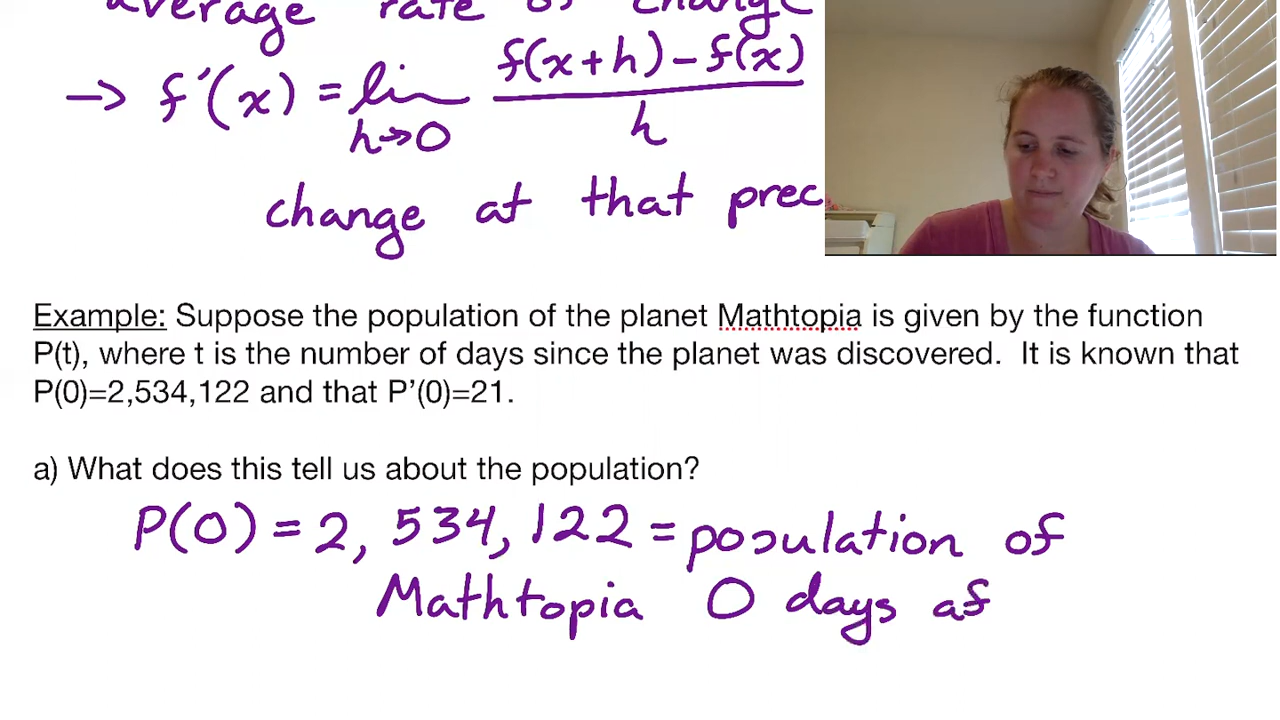 average rate of change
→ f'(x) = lim h→0 f(x+h) - f(x) / h
change at that prec
Example: Suppose the population of the planet Mathtopia is given by the function
P(t), where t is the number of days since the planet was discovered. It is known that
P(0)=2,534,122 and that P'(0)=21.
a) What does this tell us about the population?
P(0) = 2, 534, 122 = population of
Mathtopia 0 days af